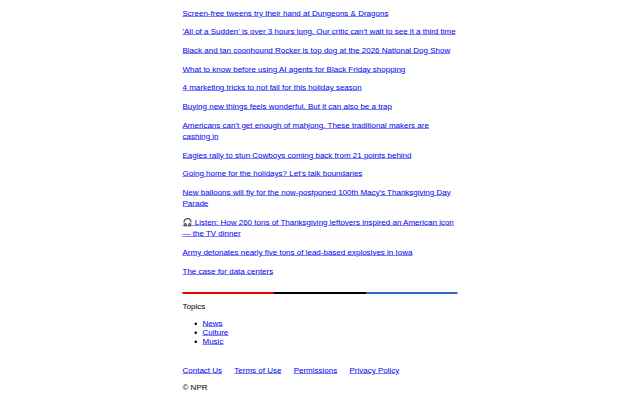 Screen-free tweens try their hand at Dungeons & Dragons
'All of a Sudden' is over 3 hours long. Our critic can't wait to see it a third time
Black and tan coonhound Rocker is top dog at the 2026 National Dog Show
What to know before using AI agents for Black Friday shopping
4 marketing tricks to not fall for this holiday season
Buying new things feels wonderful. But it can also be a trap
Americans can't get enough of mahjong. These traditional makers are
cashing in
Eagles rally to stun Cowboys coming back from 21 points behind
Going home for the holidays? Let's talk boundaries
New balloons will fly for the now-postponed 100th Macy's Thanksgiving Day
Parade
🎧 Listen: How 260 tons of Thanksgiving leftovers inspired an American icon
— the TV dinner
Army detonates nearly five tons of lead-based explosives in Iowa
The case for data centers
Topics
• News
• Culture
• Music
Contact Us Terms of Use Permissions Privacy Policy
© NPR